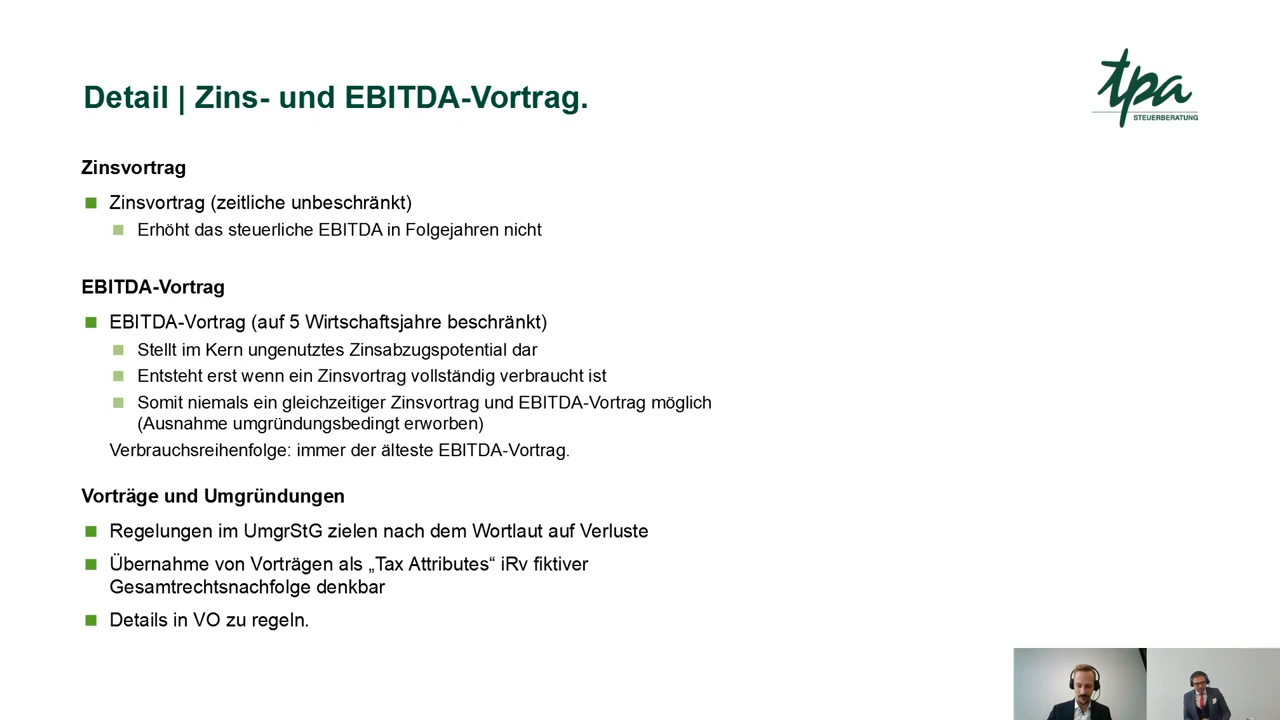 Detail | Zins- und EBITDA-Vortrag.
tpa
STEUERBERATUNG
Zinsvortrag
Zinsvortrag (zeitliche unbeschränkt)
Erhöht das steuerliche EBITDA in Folgejahren nicht
EBITDA-Vortrag
EBITDA-Vortrag (auf 5 Wirtschaftsjahre beschränkt)
Stellt im Kern ungenutztes Zinsabzugspotential dar
Entsteht erst wenn ein Zinsvortrag vollständig verbraucht ist
Somit niemals ein gleichzeitiger Zinsvortrag und EBITDA-Vortrag möglich
(Ausnahme umgründungsbedingt erworben)
Verbrauchsreihenfolge: immer der älteste EBITDA-Vortrag.
Vorträge und Umgründungen
Regelungen im UmgrStG zielen nach dem Wortlaut auf Verluste
Übernahme von Vorträgen als „Tax Attributes“ iRv fiktiver
Gesamtrechtsnachfolge denkbar
Details in VO zu regeln.